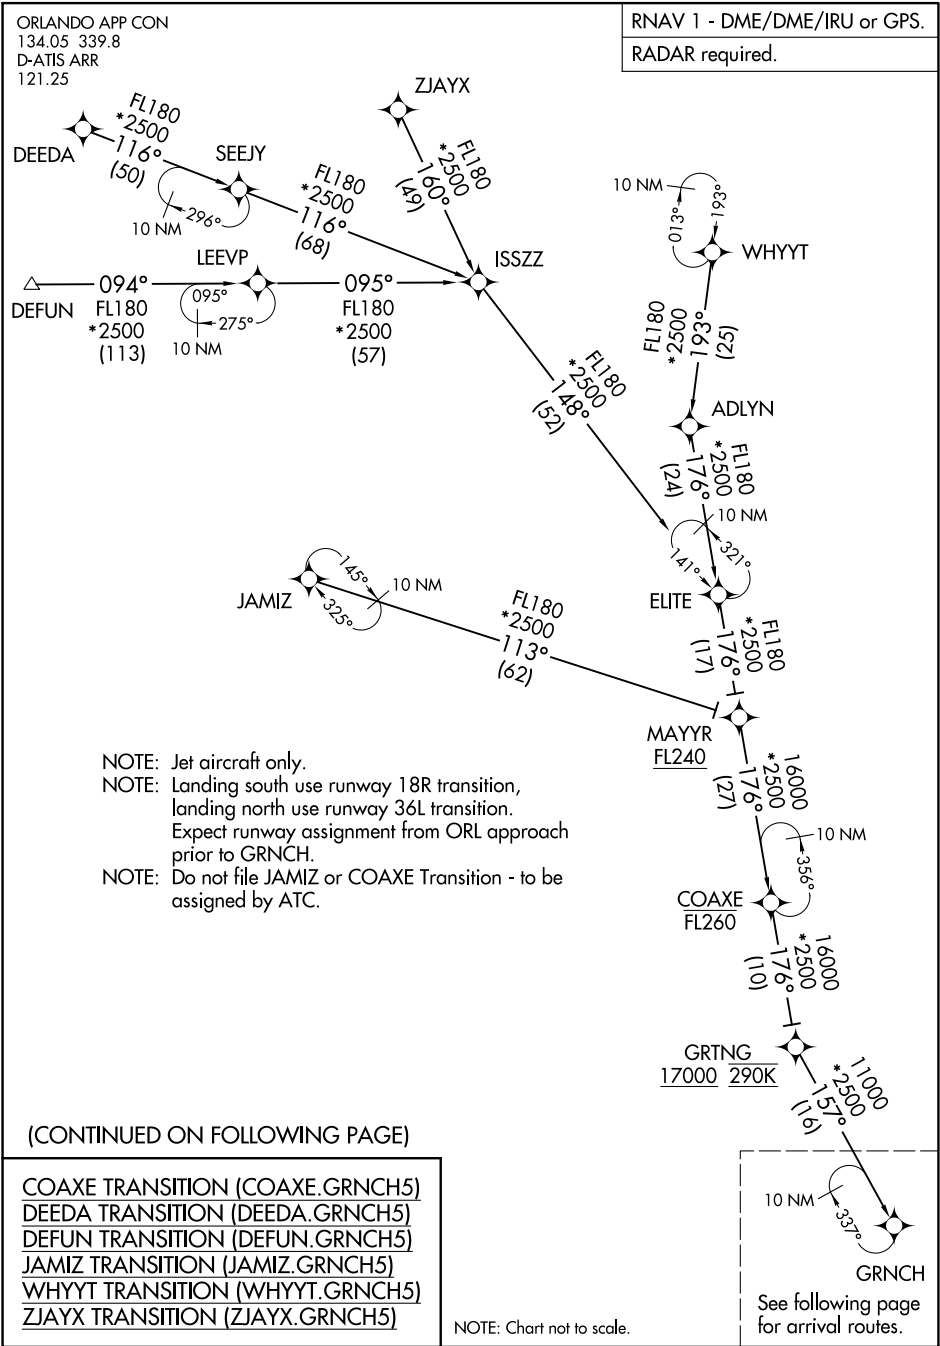 ORLANDO APP CON
134.05 339.8
D-ATIS ARR
121.25
RNAV 1 - DME/DME/IRU or GPS.
RADAR required.
ZJAYX
FL180
*2500
160°
(49)
DEEDA
FL180
*2500
116°
(50)
SEEJY
10 NM
296°
FL180
*2500
116°
(68)
ISSZZ
DEFUN
094°
FL180
*2500
(113)
LEEVP
095°
275°
10 NM
095°
FL180
*2500
(57)
10 NM
013°
193°
WHYYT
FL180
*2500
193°
(25)
ADLYN
FL180
*2500
148°
(52)
FL180
*2500
176°
(24)
10 NM
141°
321°
ELITE
JAMIZ
145°
325°
10 NM
FL180
*2500
113°
(62)
FL180
*2500
176°
(17)
MAYYR
FL240
16000
*2500
176°
(27)
10 NM
356°
COAXE
FL260
16000
*2500
176°
(10)
GRTNG
17000 290K
11000
*2500
157°
(16)
10 NM
337°
GRNCH
See following page
for arrival routes.
NOTE: Jet aircraft only.
NOTE: Landing south use runway 18R transition,
landing north use runway 36L transition.
Expect runway assignment from ORL approach
prior to GRNCH.
NOTE: Do not file JAMIZ or COAXE Transition - to be
assigned by ATC.
(CONTINUED ON FOLLOWING PAGE)
COAXE TRANSITION (COAXE.GRNCH5)
DEEDA TRANSITION (DEEDA.GRNCH5)
DEFUN TRANSITION (DEFUN.GRNCH5)
JAMIZ TRANSITION (JAMIZ.GRNCH5)
WHYYT TRANSITION (WHYYT.GRNCH5)
ZJAYX TRANSITION (ZJAYX.GRNCH5)
NOTE: Chart not to scale.